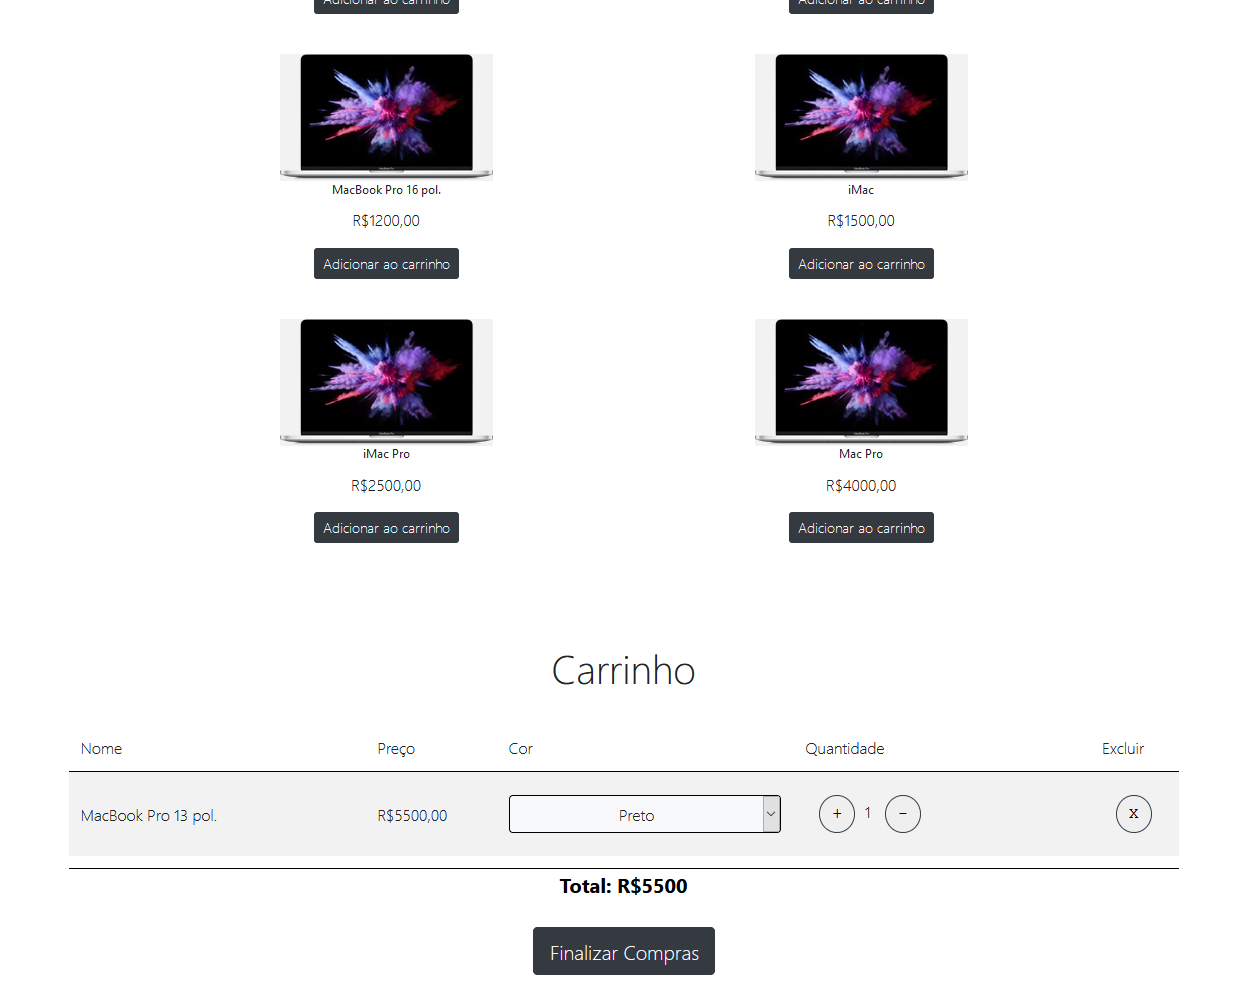 Adicionar ao carrinho Adicionar ao carrinho
MacBook Pro 16 pol. iMac
R$1200,00 R$1500,00
Adicionar ao carrinho Adicionar ao carrinho
iMac Pro Mac Pro
R$2500,00 R$4000,00
Adicionar ao carrinho Adicionar ao carrinho
Carrinho
Nome Preço Cor Quantidade Excluir
MacBook Pro 13 pol. R$5500,00 Preto + 1 - X
Total: R$5500
Finalizar Compras